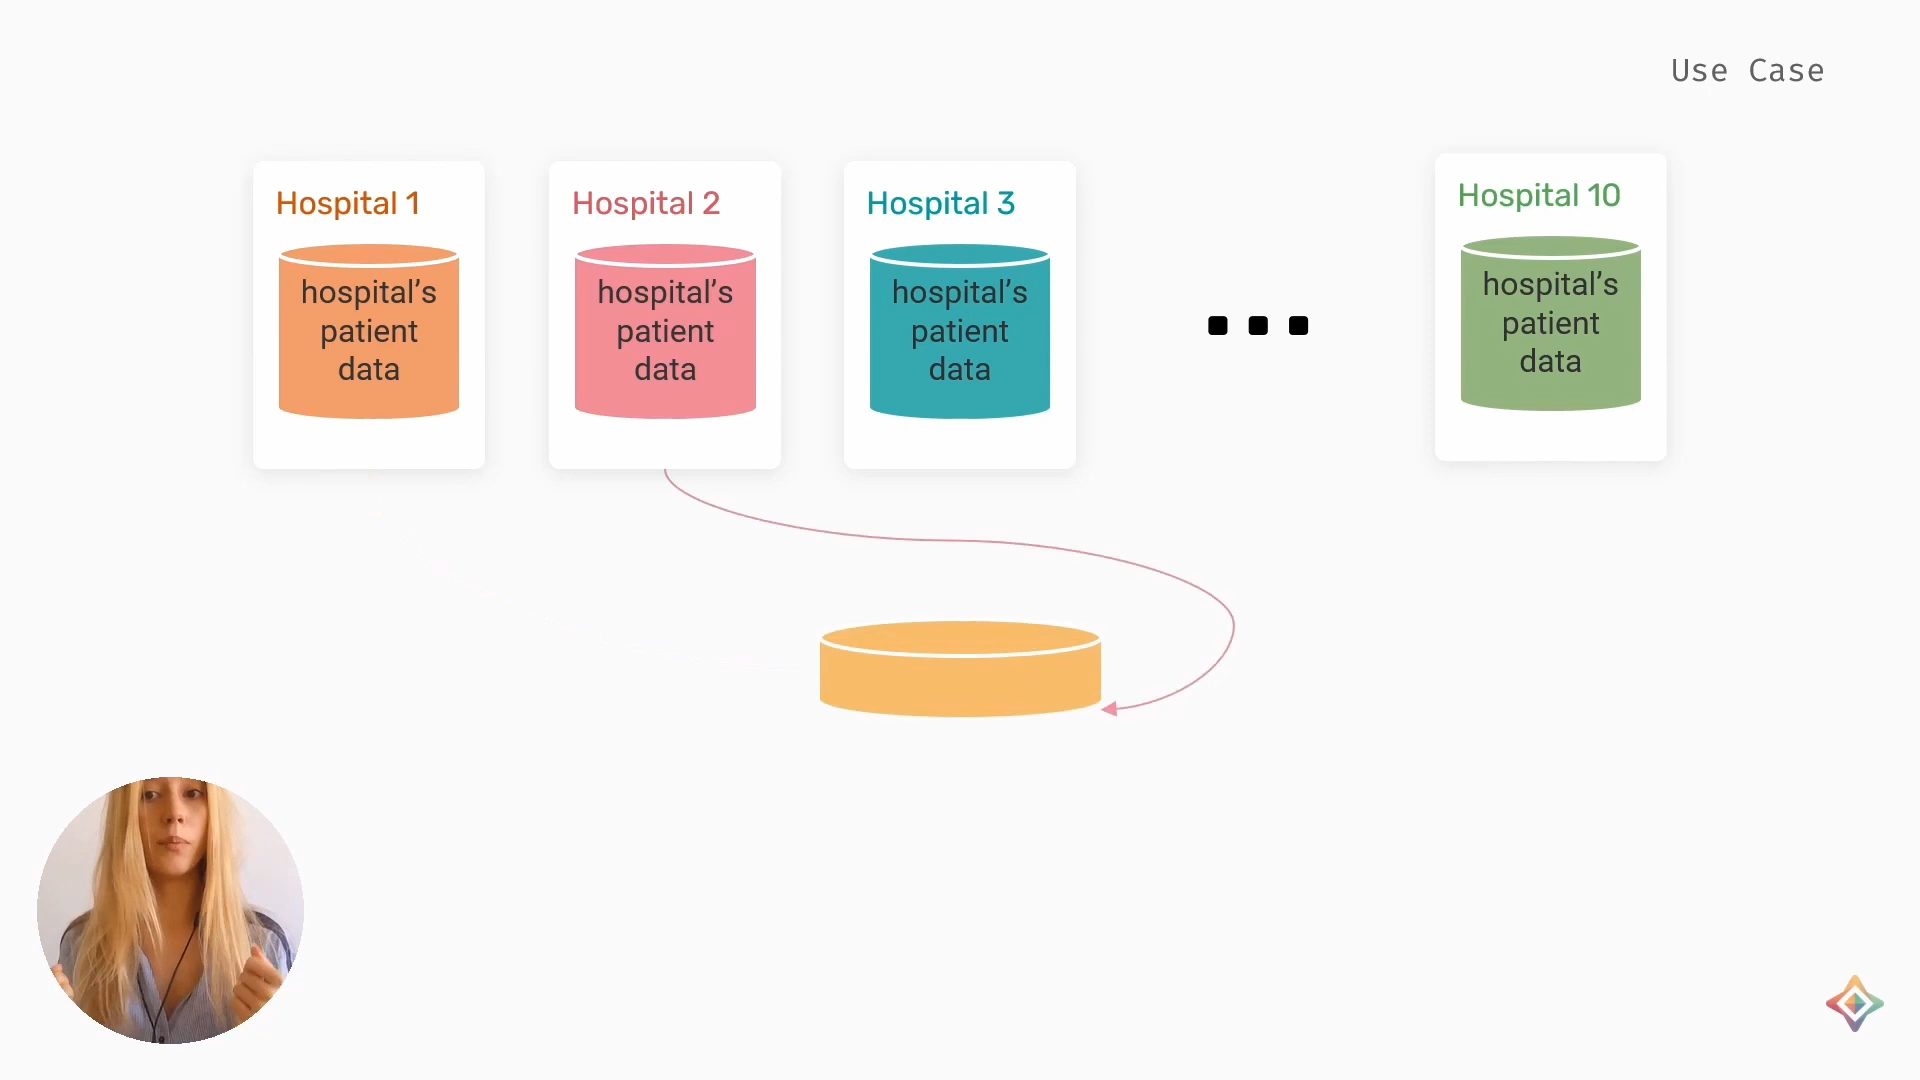 Use Case
Hospital 1
hospital’s
patient
data
Hospital 2
hospital’s
patient
data
Hospital 3
hospital’s
patient
data
Hospital 10
hospital’s
patient
data